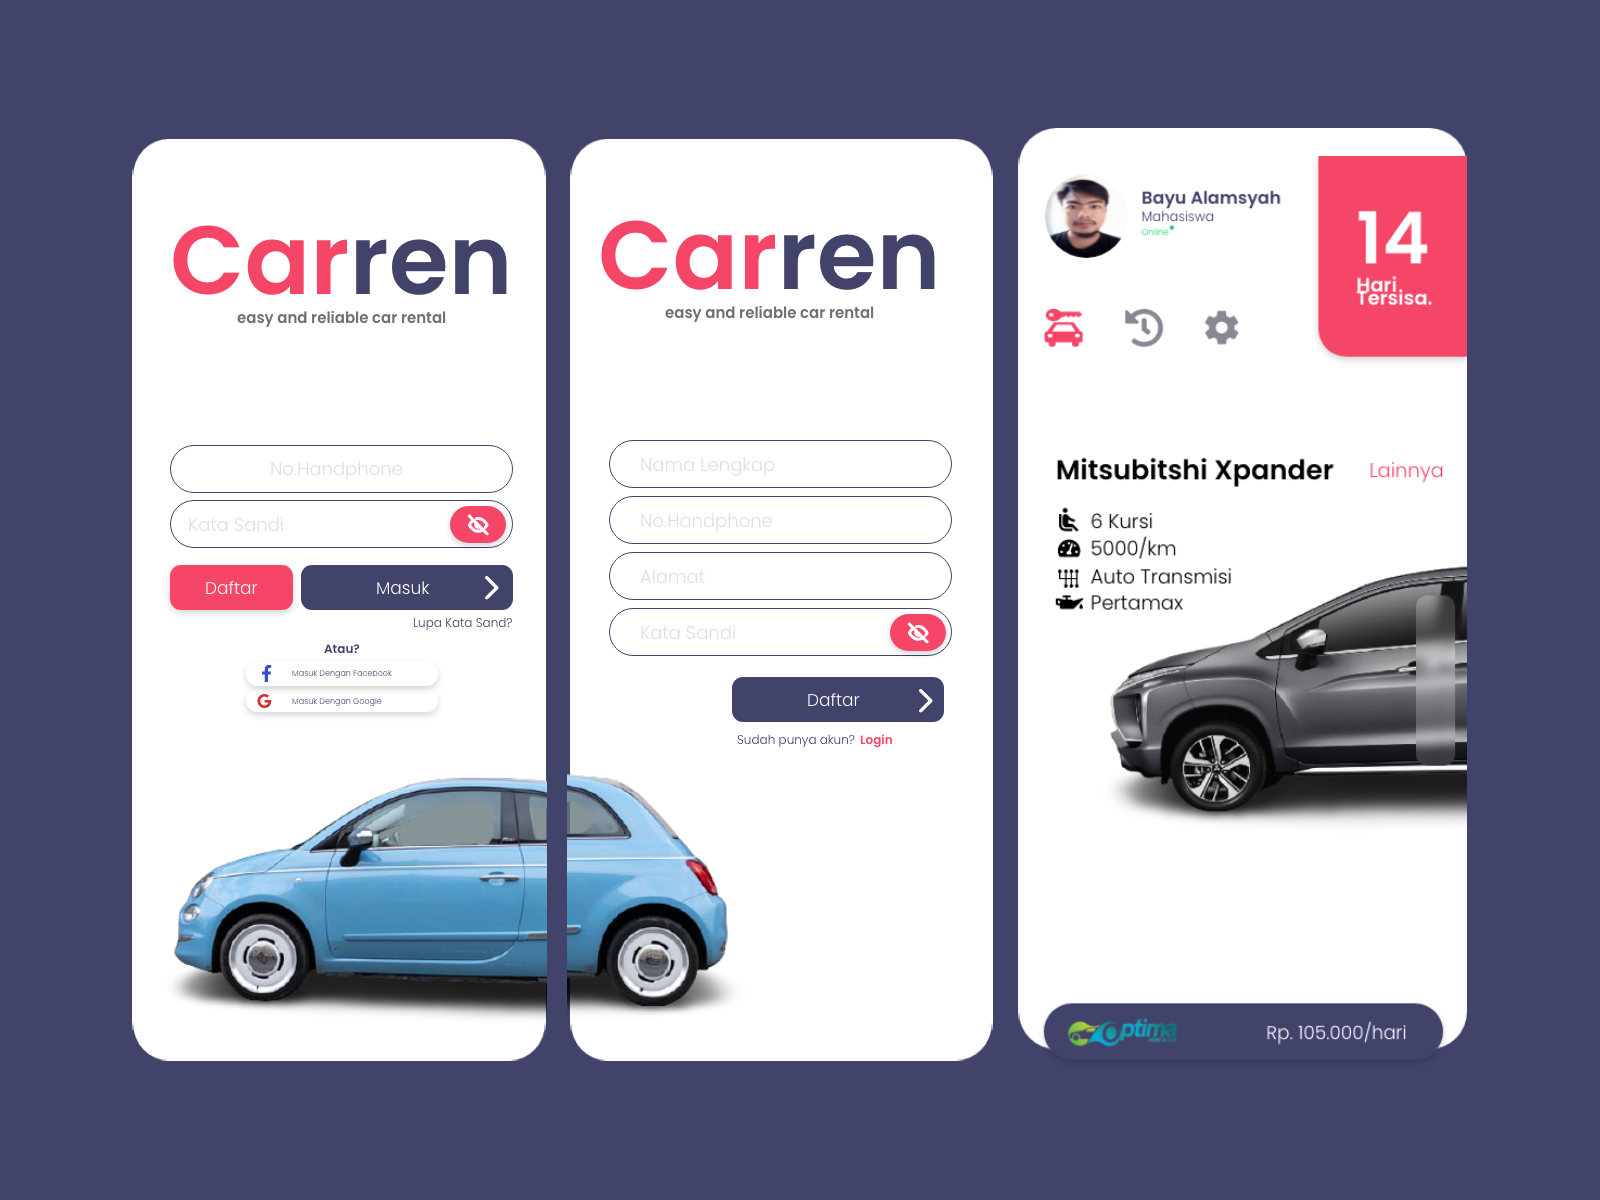 Carren
easy and reliable car rental
No.Handphone
Kata Sandi
Daftar
Masuk
Lupa Kata Sand?
Atau?
Masuk Dengan Facebook
Masuk Dengan Google
Carren
easy and reliable car rental
Nama Lengkap
No.Handphone
Alamat
Kata Sandi
Daftar
Sudah punya akun? Login
Bayu Alamsyah
Mahasiswa
Online
14
Hari
Tersisa.
Mitsubitshi Xpander
Lainnya
6 Kursi
5000/km
Auto Transmisi
Pertamax
Optima
Rp. 105.000/hari